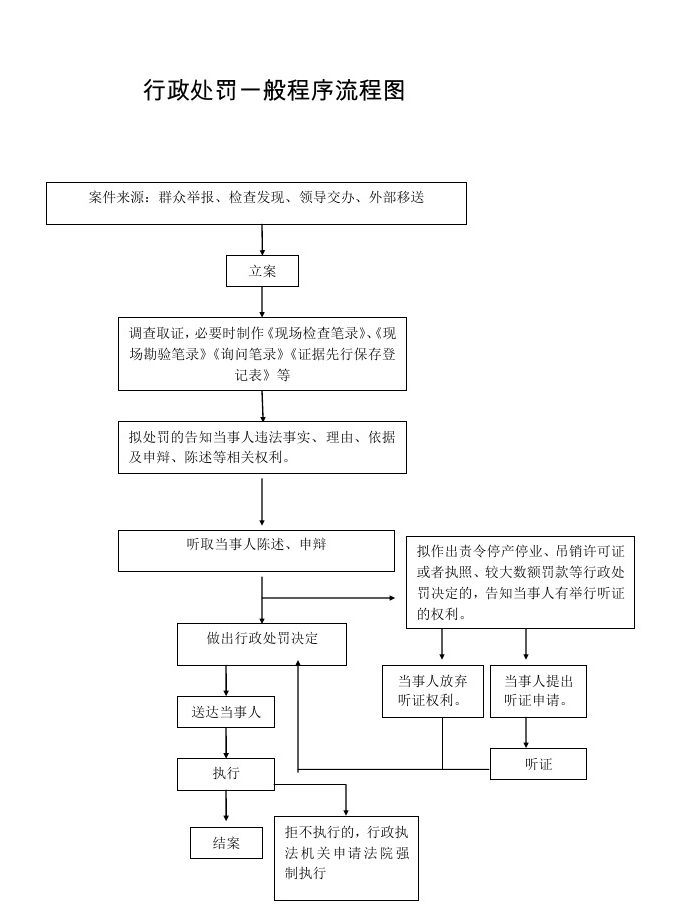 行政处罚一般程序流程图
案件来源：群众举报、检查发现、领导交办、外部移送
立案
调查取证，必要时制作《现场检查笔录》、《现
场勘验笔录》《询问笔录》《证据先行保存登
记表》等
拟处罚的告知当事人违法事实、理由、依据
及申辩、陈述等相关权利。
听取当事人陈述、申辩
拟作出责令停产停业、吊销许可证
或者执照、较大数额罚款等行政处
罚决定的，告知当事人有举行听证
的权利。
做出行政处罚决定
当事人放弃
听证权利。
当事人提出
听证申请。
送达当事人
听证
执行
拒不执行的，行政执
法机关申请法院强
制执行
结案